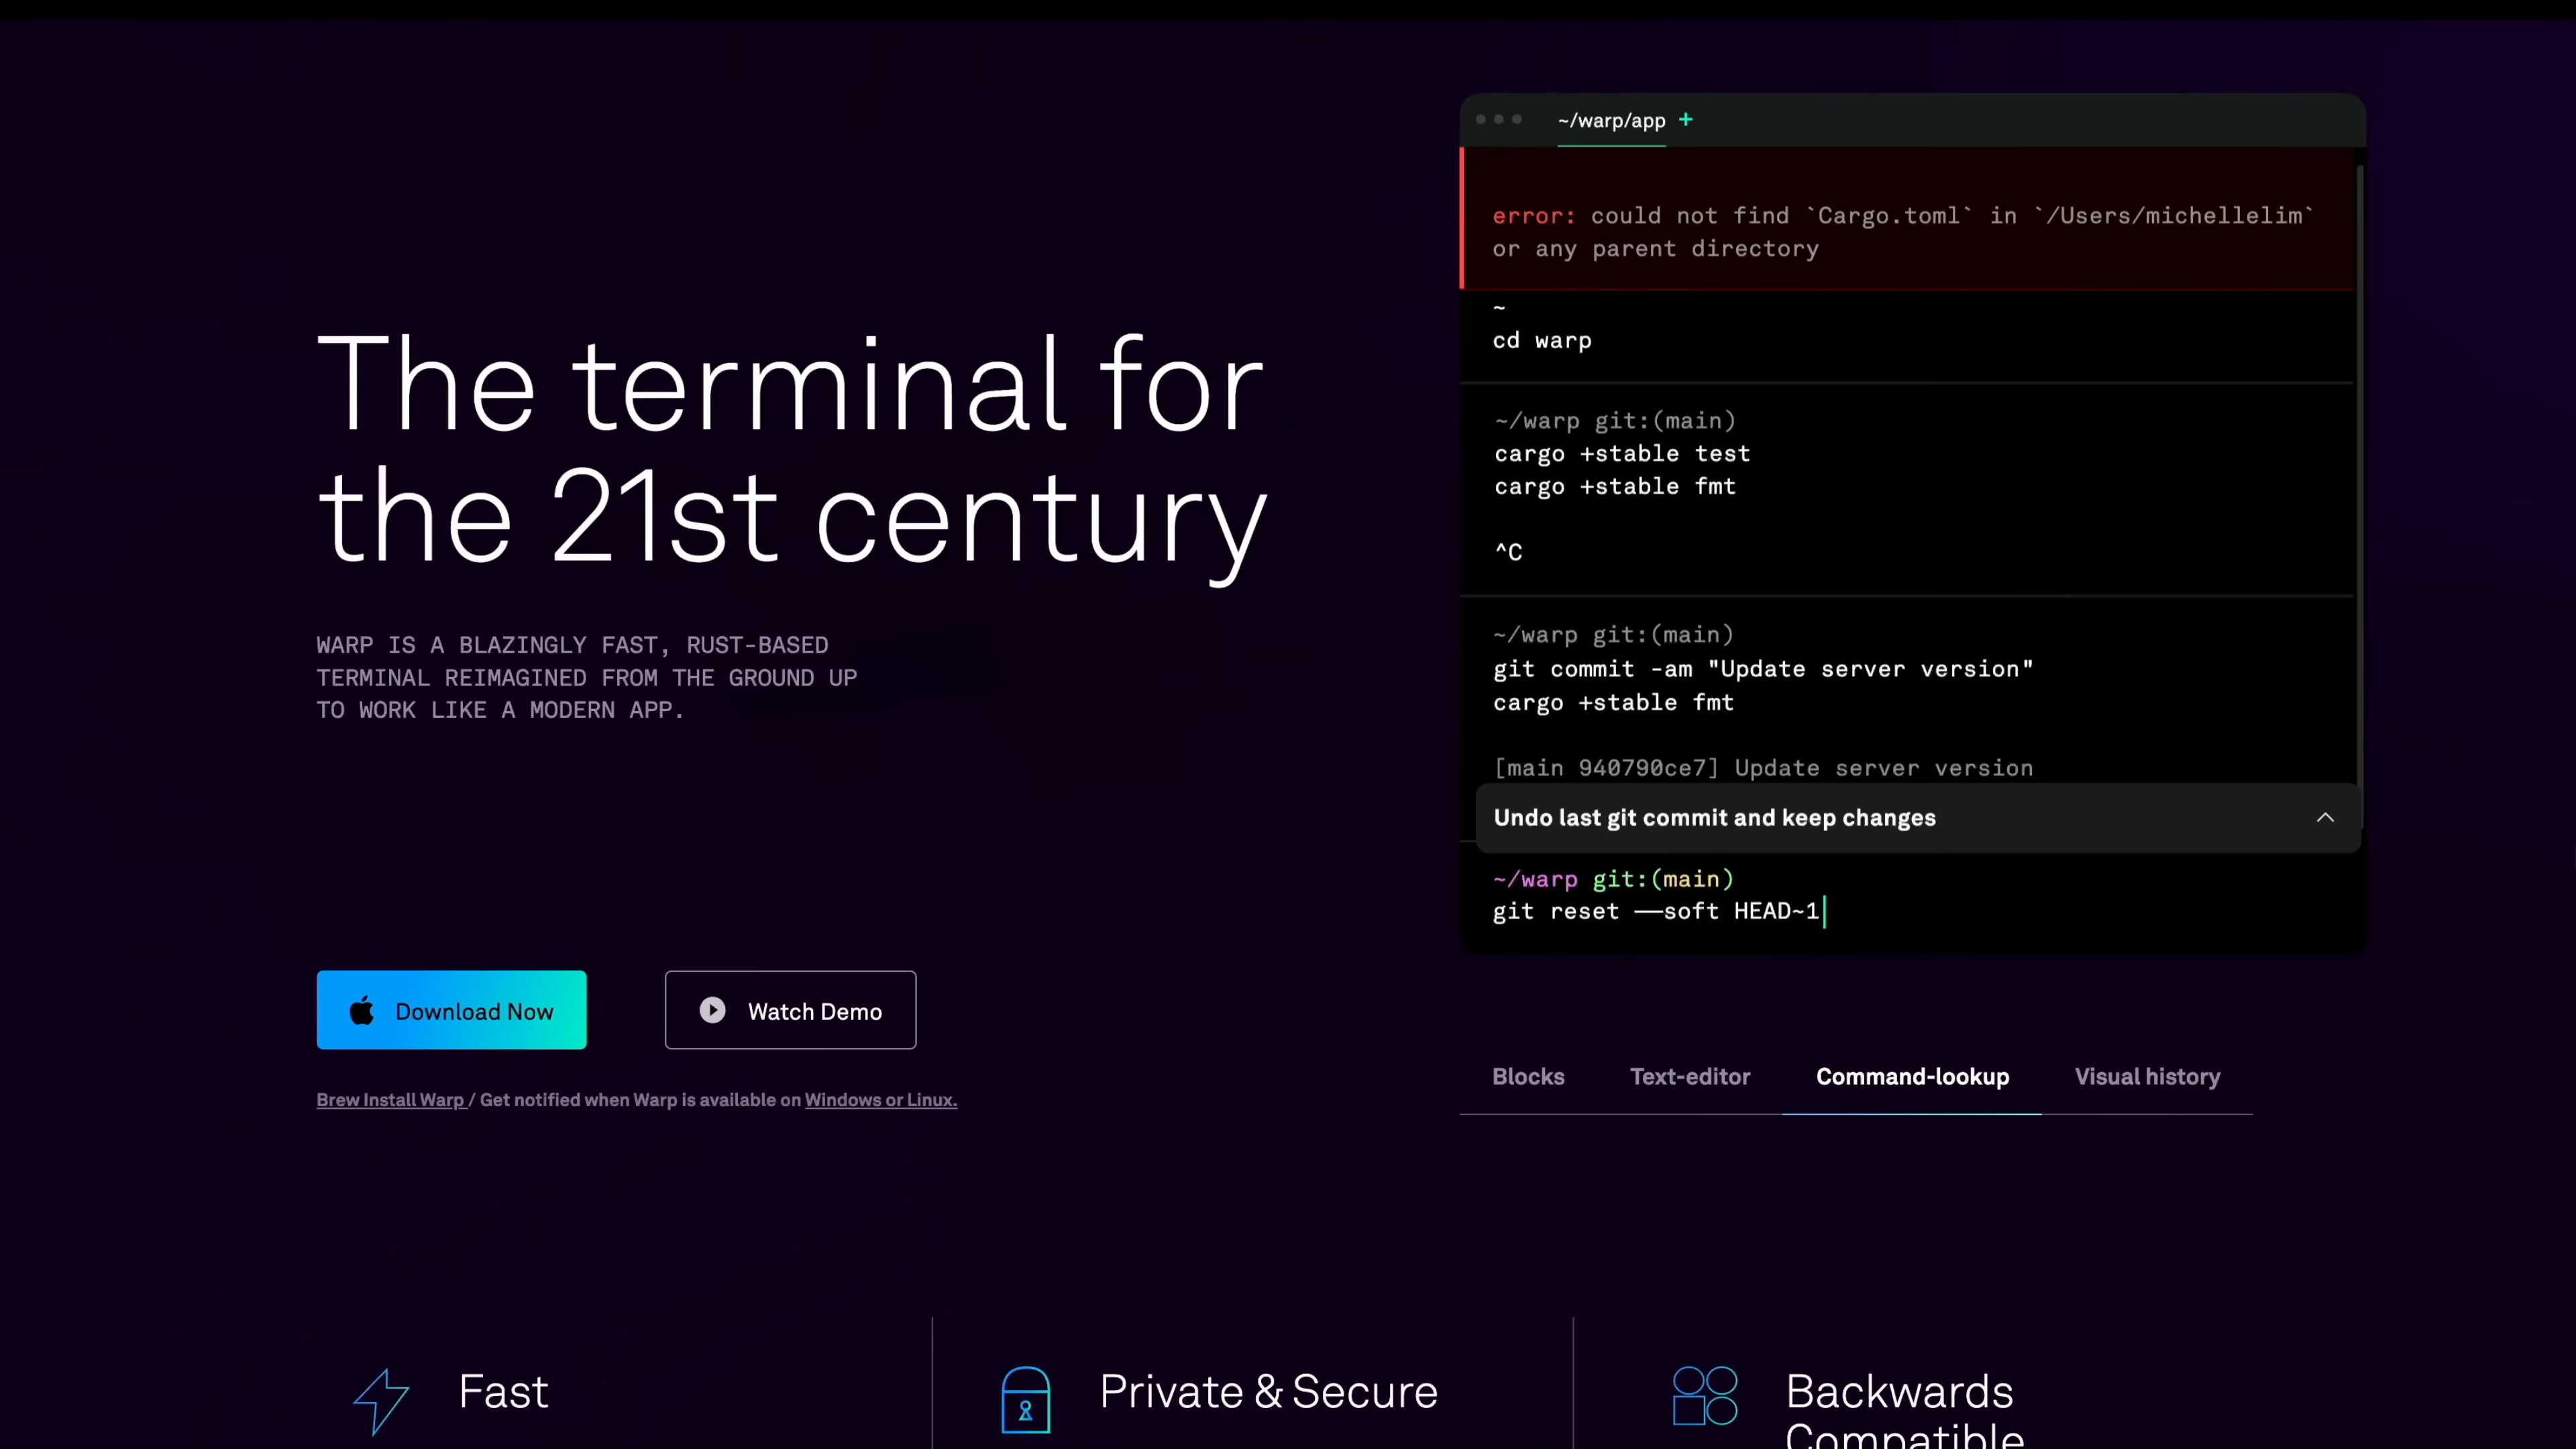 The terminal for
the 21st century
WARP IS A BLAZINGLY FAST, RUST-BASED
TERMINAL REIMAGINED FROM THE GROUND UP
TO WORK LIKE A MODERN APP.
Download Now
Watch Demo
Brew Install Warp / Get notified when Warp is available on Windows or Linux.
~/warp/app +
error: could not find `Cargo.toml` in `/Users/michellelim`
or any parent directory
~
cd warp
~/warp git:(main)
cargo +stable test
cargo +stable fmt
^C
~/warp git:(main)
git commit -am "Update server version"
cargo +stable fmt
[main 940790ce7] Update server version
Undo last git commit and keep changes
~/warp git:(main)
git reset —soft HEAD~1
Blocks Text-editor Command-lookup Visual history
Fast
Private & Secure
Backwards
Compatible